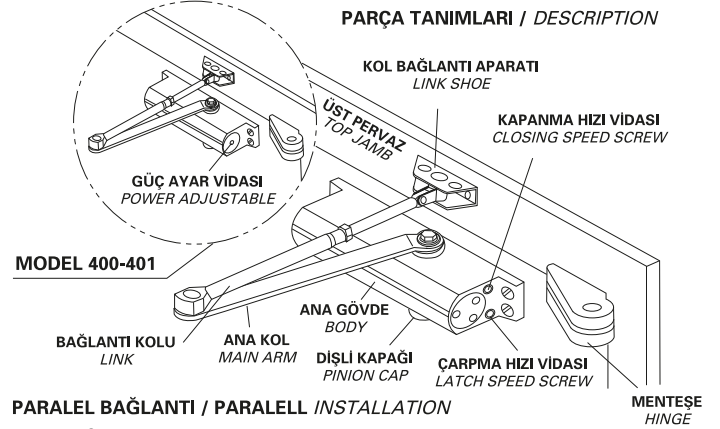 PARÇA TANIMLARI / DESCRIPTION
KOL BAĞLANTI APARATI
LINK SHOE
ÜST PERVAZ
TOP JAMB
KAPANMA HIZI VİDASI
CLOSING SPEED SCREW
GÜÇ AYAR VİDASI
POWER ADJUSTABLE
MODEL 400-401
BAĞLANTI KOLU
LINK
ANA KOL
MAIN ARM
ANA GÖVDE
BODY
DİŞLİ KAPAĞI
PINION CAP
ÇARPMA HIZI VİDASI
LATCH SPEED SCREW
MENTEŞE
HINGE
PARALEL BAĞLANTI / PARALELL INSTALLATION